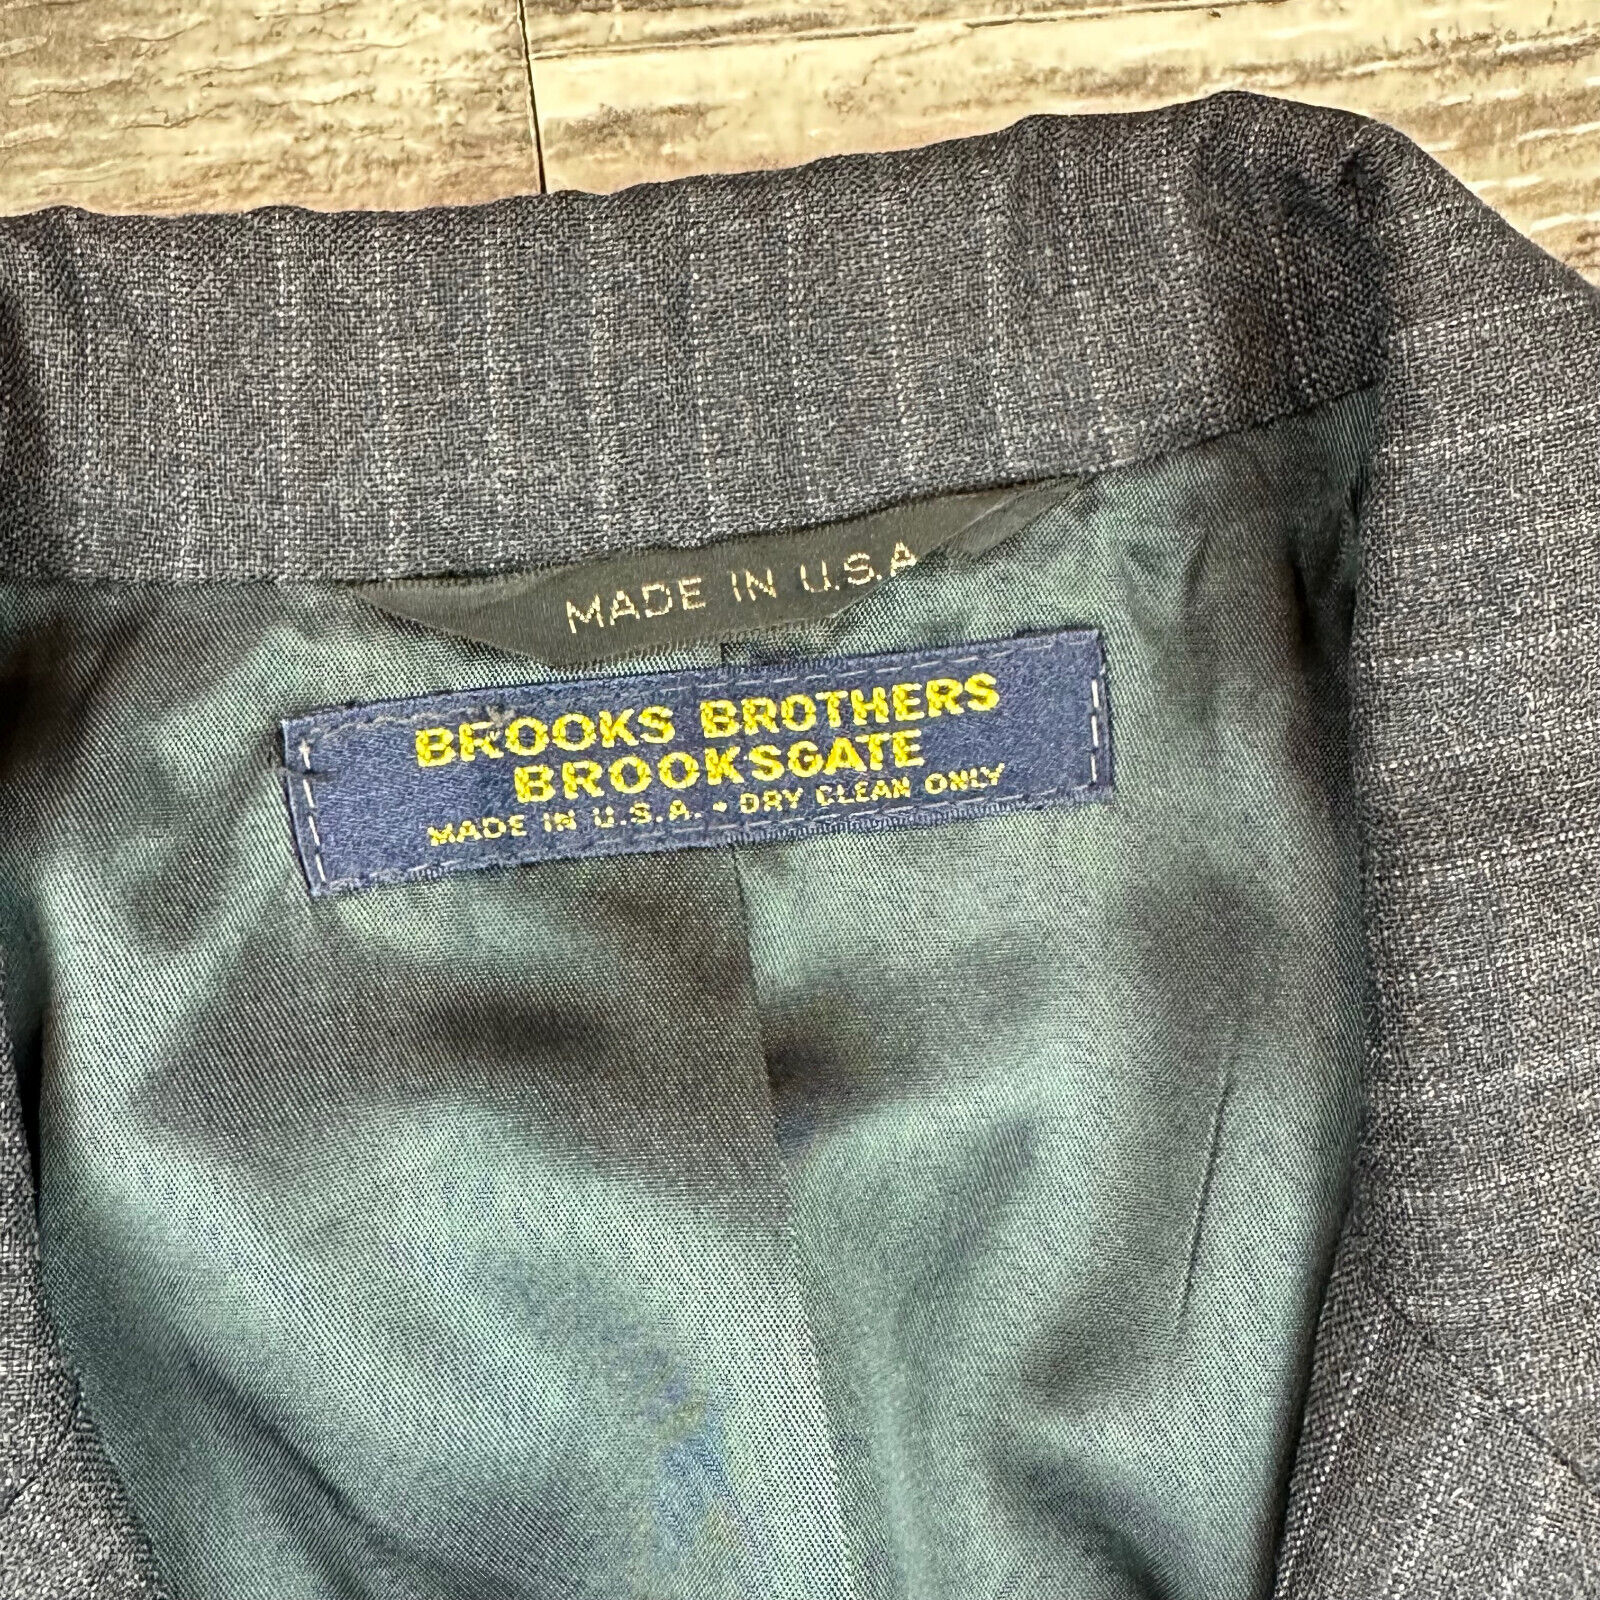 MADE IN U.S.A
BROOKS BROTHERS
BROOKSGATE
MADE IN U.S.A. • DRY CLEAN ONLY